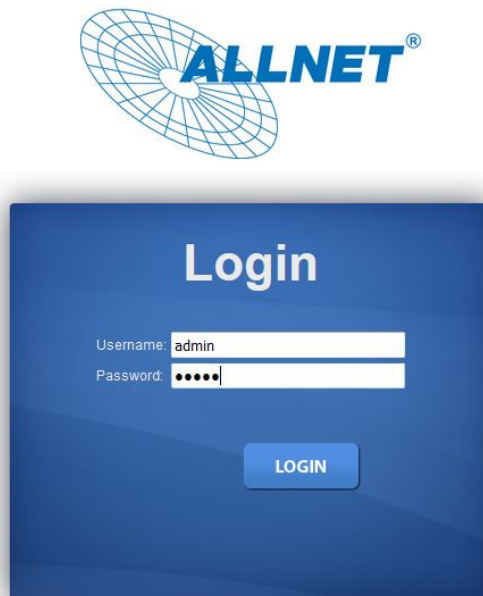 ALLNET®
Login
Username: admin
Password: •••••
LOGIN